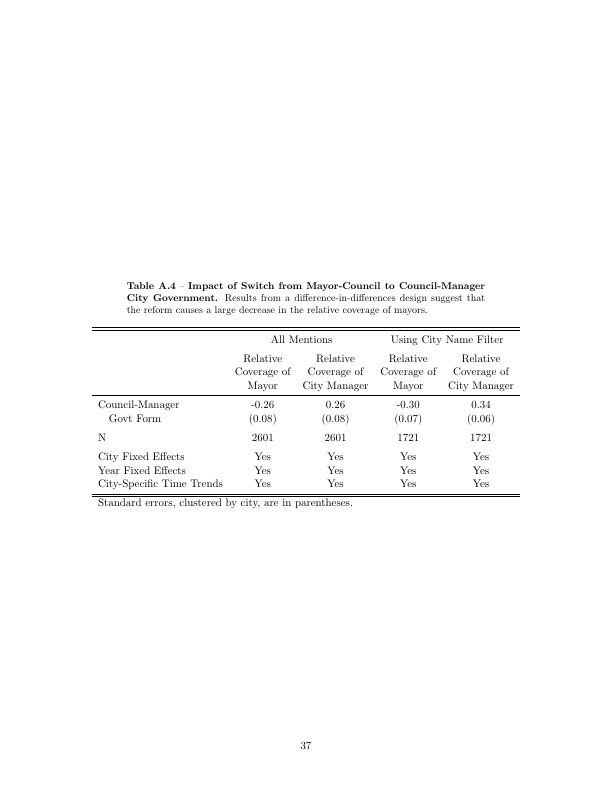 Table A.4 – Impact of Switch from Mayor-Council to Council-Manager
City Government. Results from a difference-in-differences design suggest that
the reform causes a large decrease in the relative coverage of mayors.
All Mentions Using City Name Filter
Relative Relative Relative Relative
Coverage of Coverage of Coverage of Coverage of
Mayor City Manager Mayor City Manager
Council-Manager -0.26 0.26 -0.30 0.34
Govt Form (0.08) (0.08) (0.07) (0.06)
N 2601 2601 1721 1721
City Fixed Effects Yes Yes Yes Yes
Year Fixed Effects Yes Yes Yes Yes
City-Specific Time Trends Yes Yes Yes Yes
Standard errors, clustered by city, are in parentheses.
37